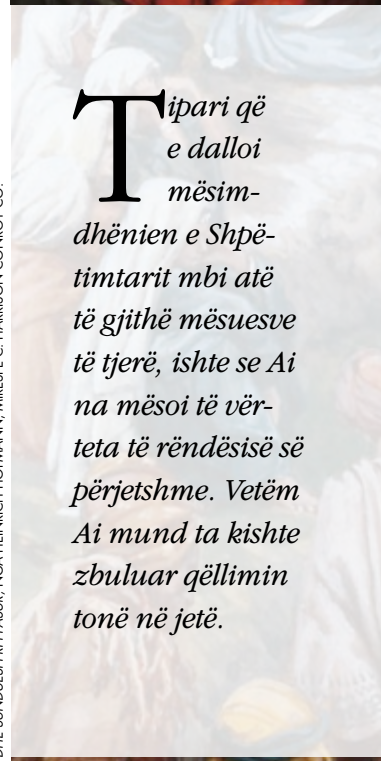 Tipari që
e dalloi
mësim-
dhënien e Shpë-
timtarit mbi atë
të gjithë mësuesve
të tjerë, ishte se Ai
na mësoi të vër-
teta të rëndësisë së
përjetshme. Vetëm
Ai mund ta kishte
zbuluar qëllimin
tonë në jetë.